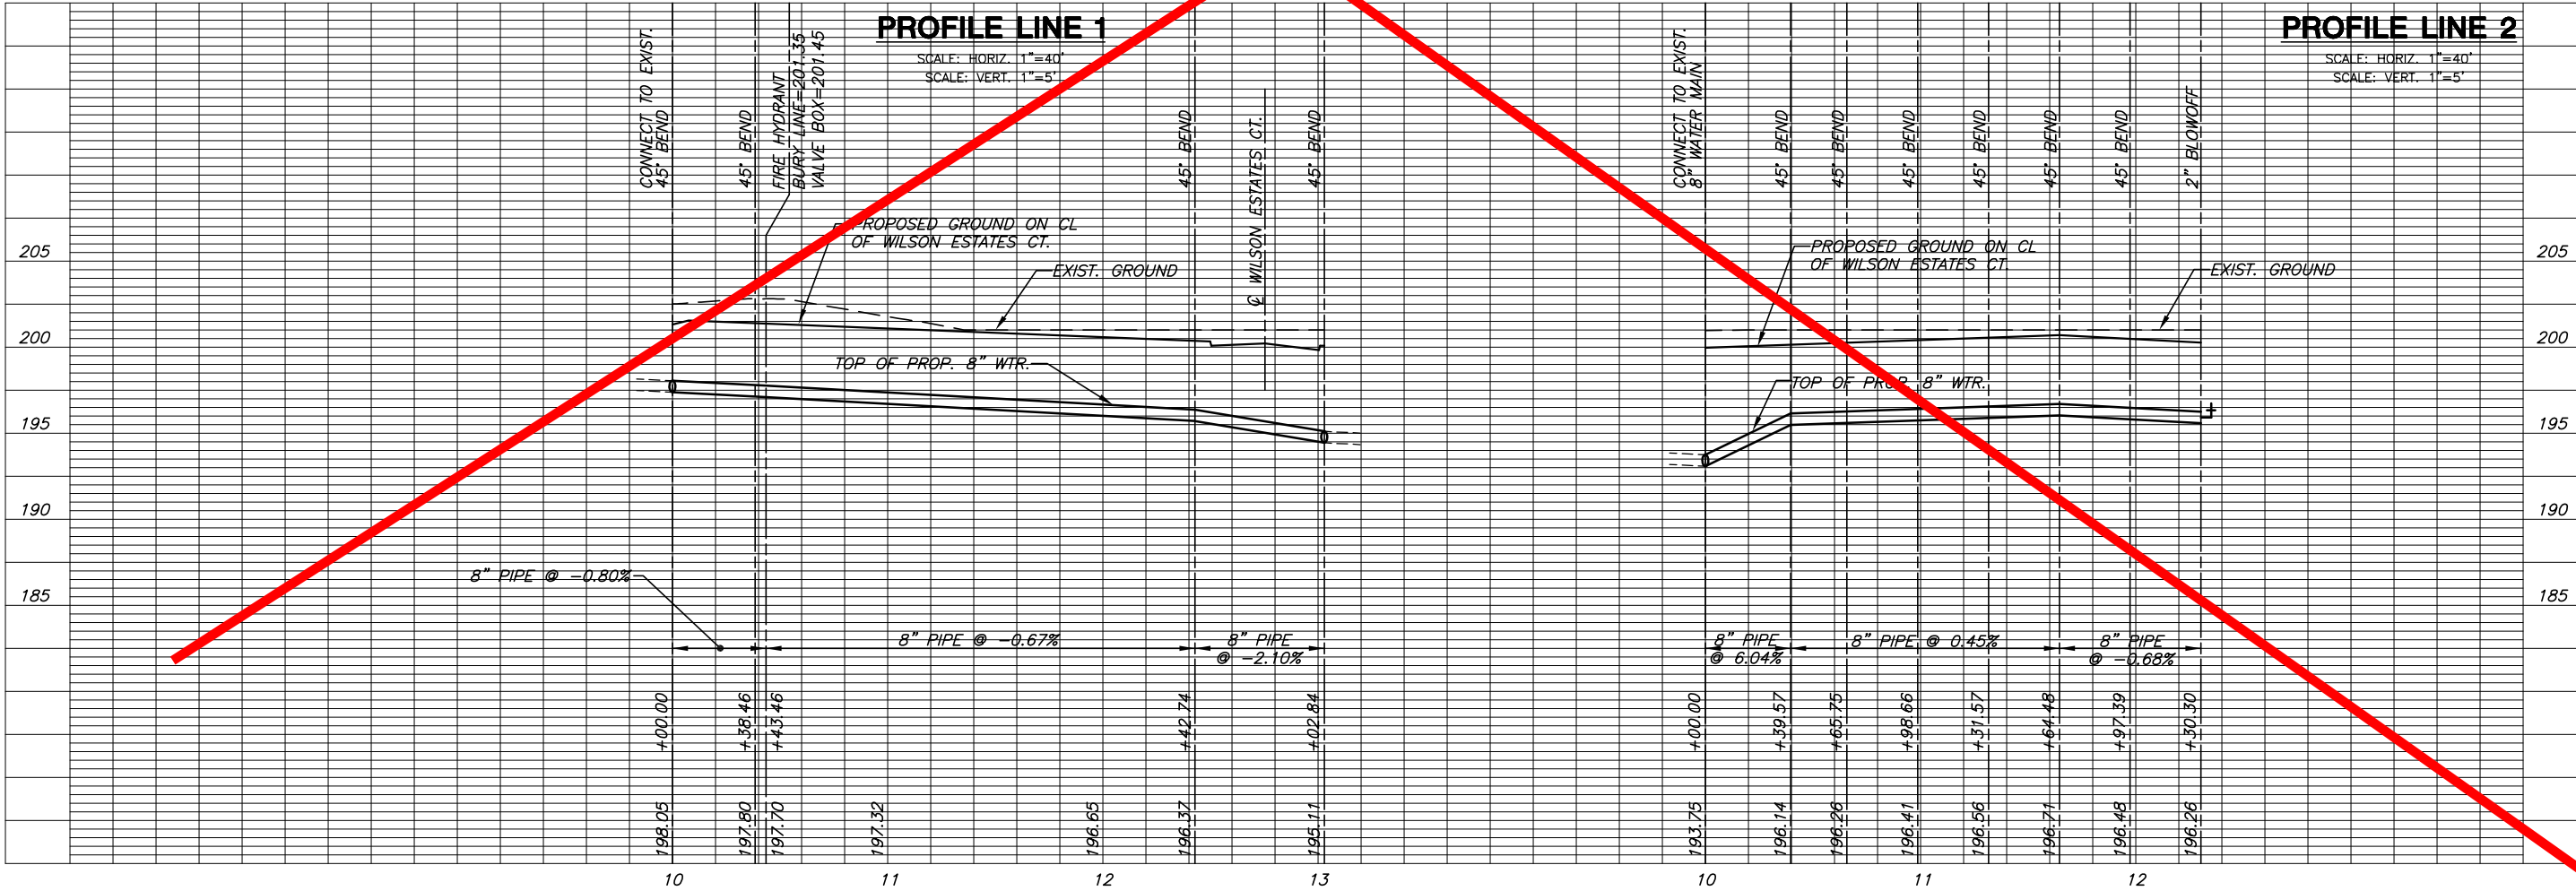 PROFILE LINE 1
SCALE: HORIZ. 1"=40'
SCALE: VERT. 1"=5'
CONNECT TO EXIST.
45° BEND
45° BEND
FIRE HYDRANT
BURY LINE=201.35
VALVE BOX=201.45
45° BEND
℄ WILSON ESTATES CT.
45° BEND
PROPOSED GROUND ON CL
OF WILSON ESTATES CT.
EXIST. GROUND
TOP OF PROP. 8" WTR.
205
200
195
190
185
8" PIPE @ -0.80%
8" PIPE @ -0.67%
8" PIPE
@ -2.10%
+00.00
+38.46
+43.46
+42.74
+02.84
198.05
197.80
197.70
197.32
196.65
196.37
195.11
10
11
12
13
PROFILE LINE 2
SCALE: HORIZ. 1"=40'
SCALE: VERT. 1"=5'
CONNECT TO EXIST.
8" WATER MAIN
45° BEND
45° BEND
45° BEND
45° BEND
45° BEND
45° BEND
2" BLOWOFF
PROPOSED GROUND ON CL
OF WILSON ESTATES CT.
EXIST. GROUND
TOP OF PROP. 8" WTR.
205
200
195
190
185
8" PIPE
@ 6.04%
8" PIPE @ 0.45%
8" PIPE
@ -0.68%
+00.00
+39.57
+65.75
+98.66
+31.57
+64.48
+97.39
+30.30
193.75
196.14
196.26
196.41
196.56
196.71
196.48
196.26
10
11
12